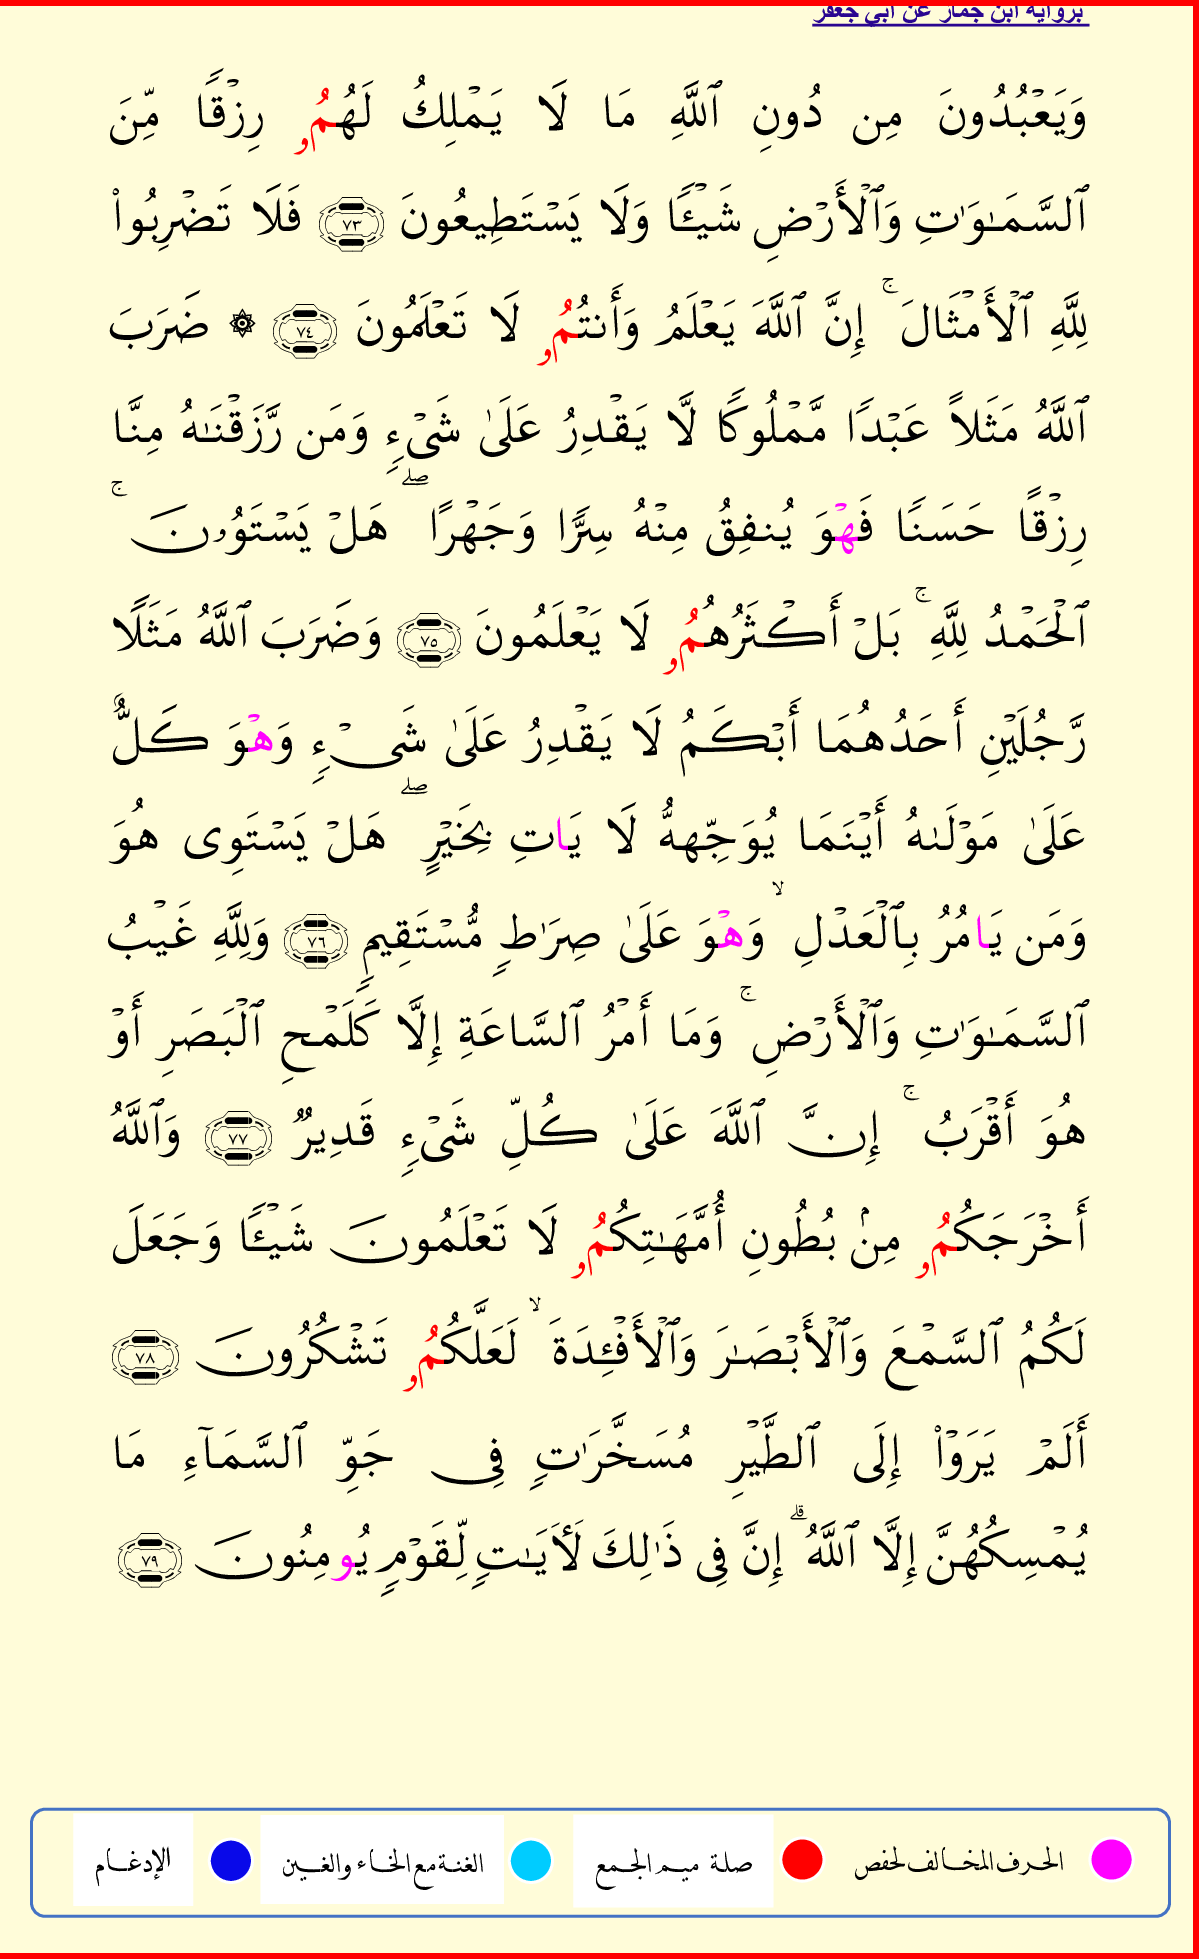 برواية ابن جماز عن أبي جعفر
وَيَعۡبُدُونَ مِن دُونِ ٱللَّهِ مَا لَا يَمۡلِكُ لَهُمُۥ رِزۡقࣰا مِّنَ
ٱلسَّمَـٰوَ ٰتِ وَٱلۡأَرۡضِ شَيۡـࣰٔا وَلَا يَسۡتَطِيعُونَ ٧٣ فَلَا تَضۡرِبُوا۟
لِلَّهِ ٱلۡأَمۡثَالَۚ إِنَّ ٱللَّهَ يَعۡلَمُ وَأَنتُمُۥ لَا تَعۡلَمُونَ ٧٤ ۞ ضَرَبَ
ٱللَّهُ مَثَلاً عَبۡدࣰا مَّمۡلُوكࣰا لَّا يَقۡدِرُ عَلَىٰ شَیۡءࣲ وَمَن رَّزَقۡنَـٰهُ مِنَّا
رِزۡقًا حَسَنࣰا فَهۡوَ يُنفِقُ مِنۡهُ سِرࣰّا وَجَهۡرًاۖ هَلۡ يَسۡتَوُۥنَۚ
ٱلۡحَمۡدُ لِلَّهِۚ بَلۡ أَكۡثَرُهُمُۥ لَا يَعۡلَمُونَ ٧٥ وَضَرَبَ ٱللَّهُ مَثَلࣰا
رَّجُلَيۡنِ أَحَدُهُمَا أَبۡكَمُ لَا يَقۡدِرُ عَلَىٰ شَیۡءࣲ وَهۡوَ كَلٌّ
عَلَىٰ مَوۡلَىٰهُ أَيۡنَمَا يُوَجِّههُّ لَا يَاتِ بِخَيۡرٍۖ هَلۡ يَسۡتَوِی هُوَ
وَمَن يَامُرُ بِٱلۡعَدۡلِۙ وَهۡوَ عَلَىٰ صِرَ ٰطࣲ مُّسۡتَقِيمࣲ ٧٦ وَلِلَّهِ غَيۡبُ
ٱلسَّمَـٰوَ ٰتِ وَٱلۡأَرۡضِۚ وَمَا أَمۡرُ ٱلسَّاعَةِ إِلَّا كَلَمۡحِ ٱلۡبَصَرِ أَوۡ
هُوَ أَقۡرَبُۚ إِنَّ ٱللَّهَ عَلَىٰ كُلِّ شَیۡءࣲ قَدِيرࣱ ٧٧ وَٱللَّهُ
أَخۡرَجَكُمُۥ مِنۢ بُطُونِ أُمَّهَـٰتِكُمُۥ لَا تَعۡلَمُونَ شَيۡـࣰٔا وَجَعَلَ
لَكُمُ ٱلسَّمۡعَ وَٱلۡأَبۡصَـٰرَ وَٱلۡأَفۡـِٔدَةَۙ لَعَلَّكُمُۥ تَشۡكُرُونَ ٧٨
أَلَمۡ يَرَوۡا۟ إِلَى ٱلطَّيۡرِ مُسَخَّرَ ٰتࣲ فِی جَوِّ ٱلسَّمَاۤءِ مَا
يُمۡسِكُهُنَّ إِلَّا ٱللَّهُۗ إِنَّ فِی ذَ ٰلِكَ لَـَٔايَـٰتࣲ لِّقَوۡمࣲ يُومِنُونَ ٧٩
الحرف المخالف لحفص صلة ميم الجمع الغنة مع الخاء والغين الإدغام